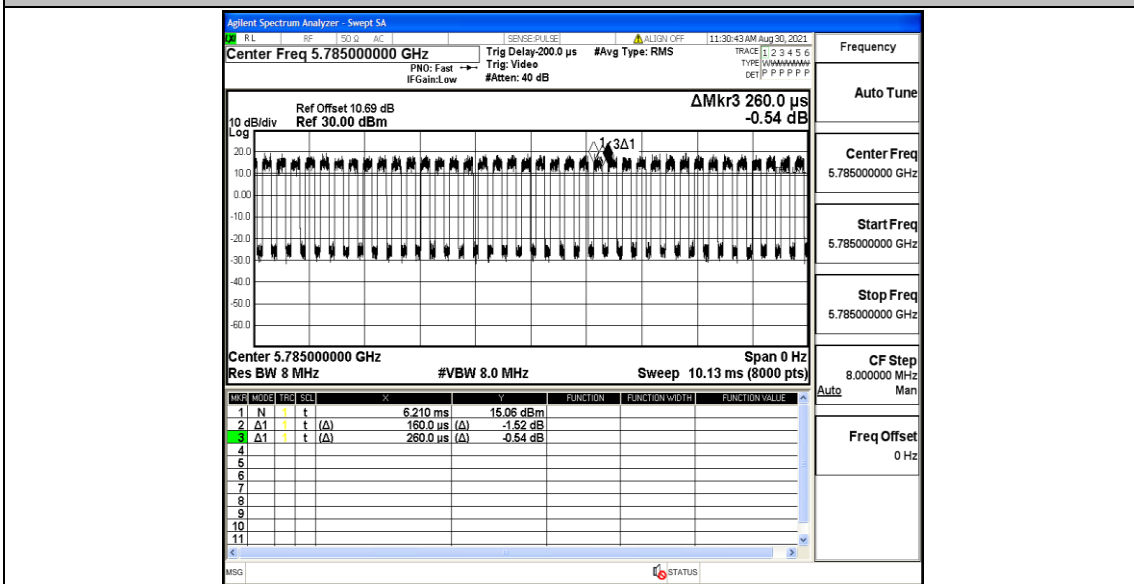 Agilent Spectrum Analyzer - Swept SA
RL RF 50 Ω AC SENSE:PULSE ALIGN OFF 11:30:43 AM Aug 30, 2021
Center Freq 5.785000000 GHz
PNO: Fast
IFGain:Low
Trig Delay-200.0 µs
Trig: Video
#Atten: 40 dB
#Avg Type: RMS
TRACE 1 2 3 4 5 6
TYPE
DET P P P P P P
ΔMkr3 260.0 µs
-0.54 dB
Ref Offset 10.69 dB
10 dB/div Ref 30.00 dBm
Log
1
3Δ1
20.0
10.0
0.00
-10.0
-20.0
-30.0
-40.0
-50.0
-60.0
Center 5.785000000 GHz Span 0 Hz
Res BW 8 MHz #VBW 8.0 MHz Sweep 10.13 ms (8000 pts)
MKR MODE TRC SCL X Y FUNCTION FUNCTION WIDTH FUNCTION VALUE
1 N t 6.210 ms 15.06 dBm
2 Δ1 t (Δ) 160.0 µs (Δ) -1.52 dB
3 Δ1 t (Δ) 260.0 µs (Δ) -0.54 dB
4
5
6
7
8
9
10
11
MSG STATUS
Frequency
Auto Tune
Center Freq
5.785000000 GHz
Start Freq
5.785000000 GHz
Stop Freq
5.785000000 GHz
CF Step
8.000000 MHz
Auto Man
Freq Offset
0 Hz